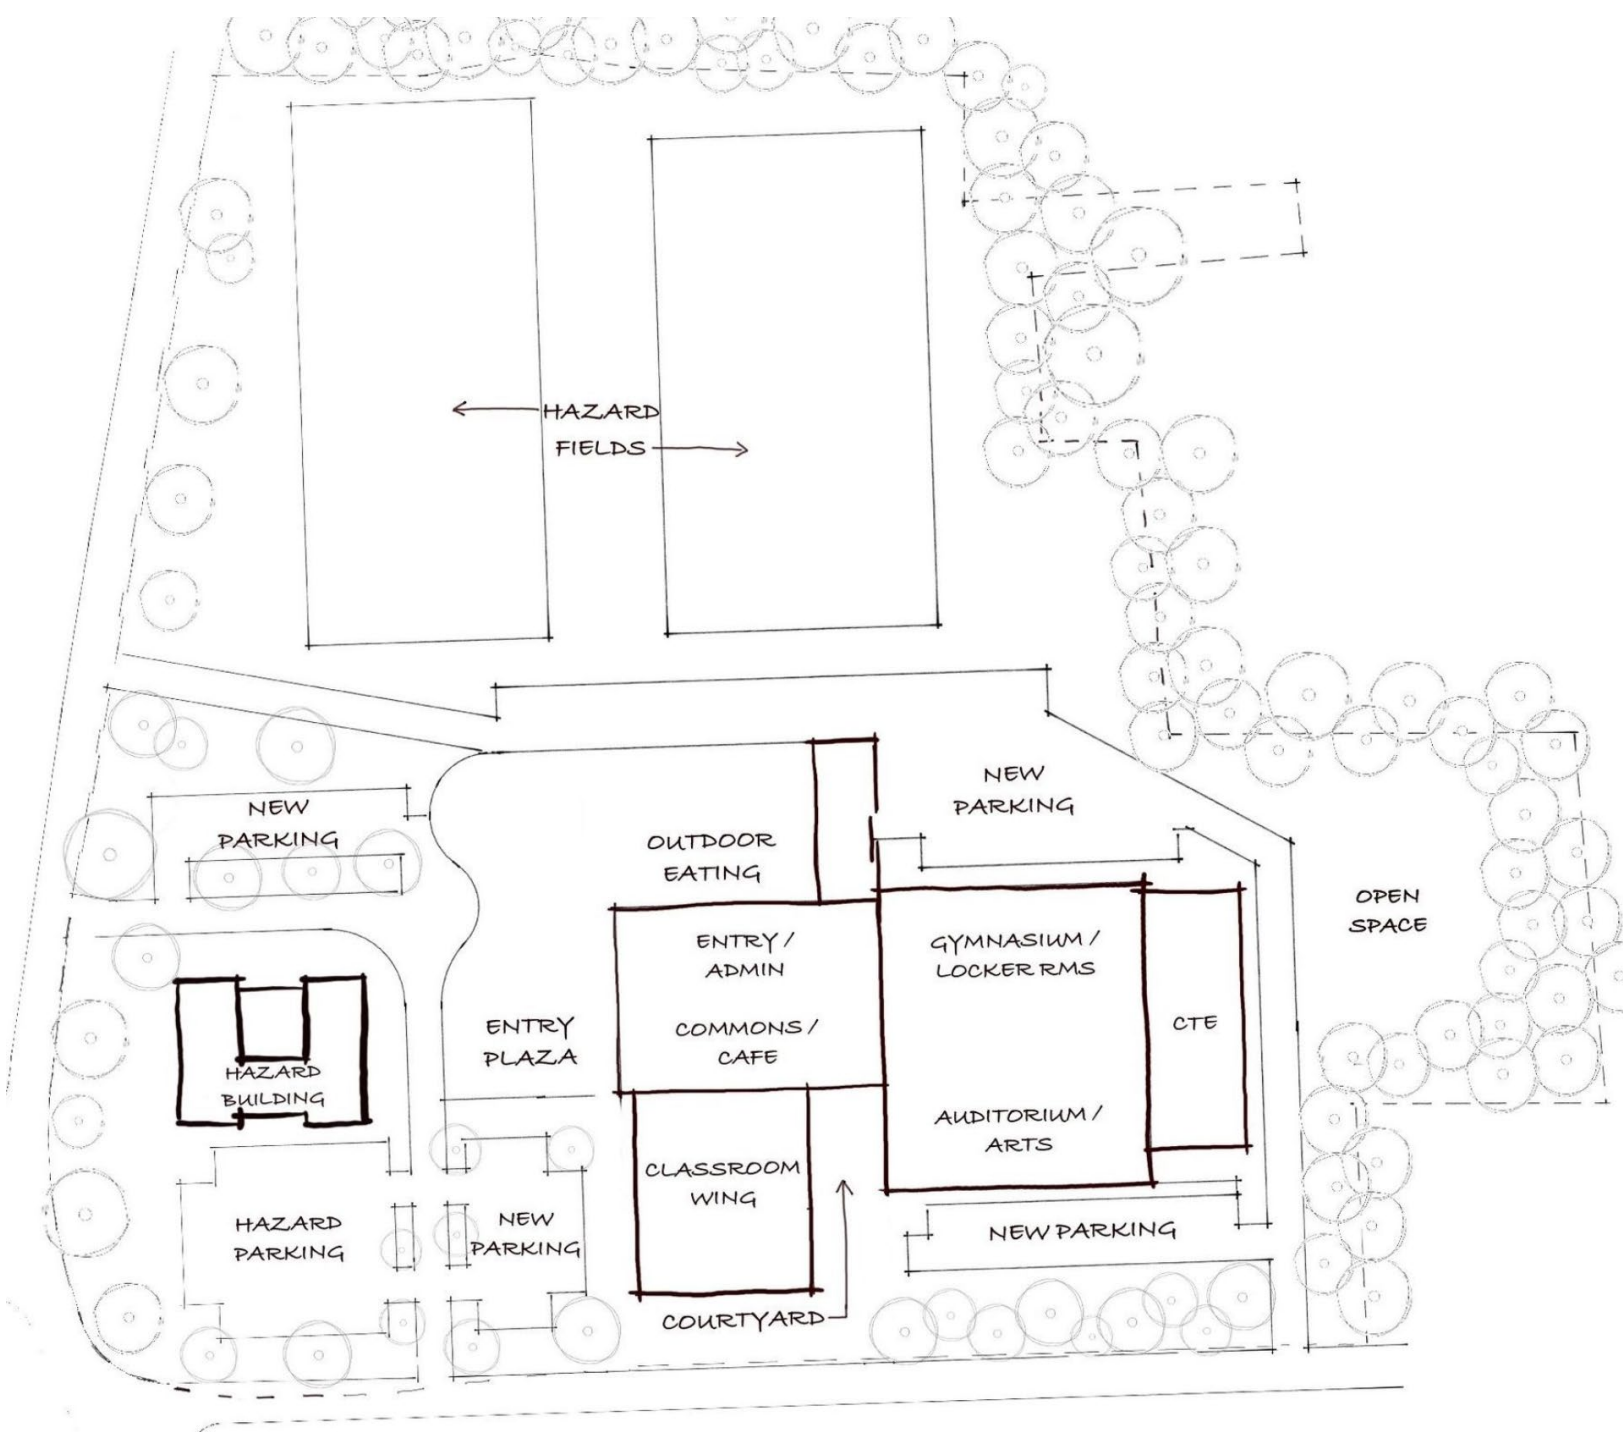 HAZARD
FIELDS
NEW
PARKING
NEW
PARKING
OUTDOOR
EATING
OPEN
SPACE
ENTRY /
ADMIN
GYMNASIUM /
LOCKER RMS
ENTRY
PLAZA
COMMONS /
CAFE
CTE
HAZARD
BUILDING
AUDITORIUM /
ARTS
CLASSROOM
WING
HAZARD
PARKING
NEW
PARKING
NEW PARKING
COURTYARD